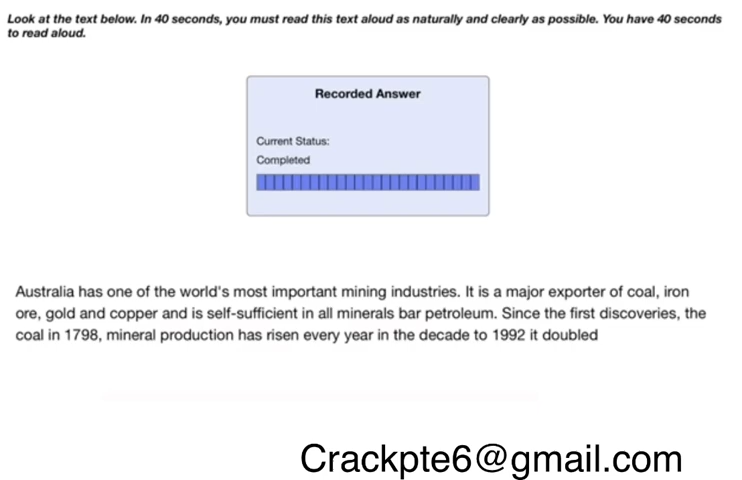 Look at the text below. In 40 seconds, you must read this text aloud as naturally and clearly as possible. You have 40 seconds
to read aloud.
Recorded Answer
Current Status:
Completed
Australia has one of the world's most important mining industries. It is a major exporter of coal, iron
ore, gold and copper and is self-sufficient in all minerals bar petroleum. Since the first discoveries, the
coal in 1798, mineral production has risen every year in the decade to 1992 it doubled
Crackpte6@gmail.com